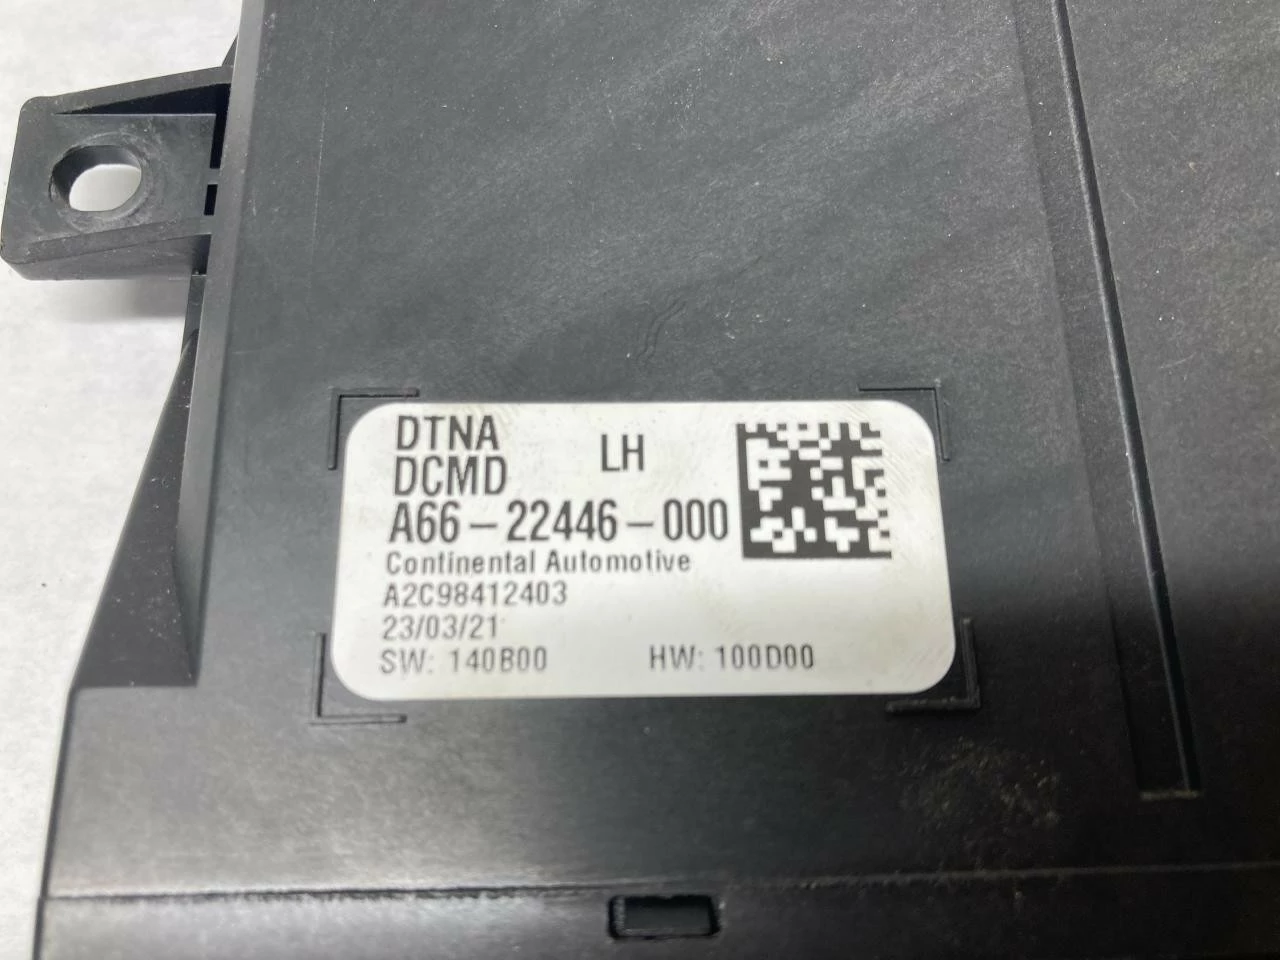 DTNA LH
DCMD
A66-22446-000
Continental Automotive
A2C98412403
23/03/21
SW: 140B00 HW: 100D00